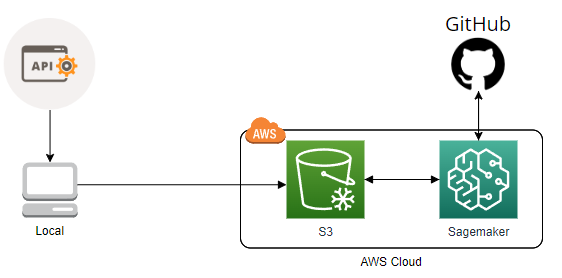 GitHub
API
AWS
Local
S3
Sagemaker
AWS Cloud